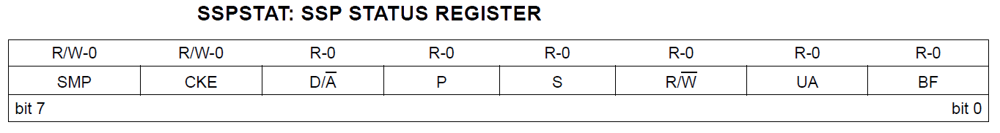 SSPSTAT: SSP STATUS REGISTER
R/W-0 R/W-0 R-0 R-0 R-0 R-0 R-0 R-0
SMP CKE D/A̅ P S R/W̅ UA BF
bit 7 bit 0